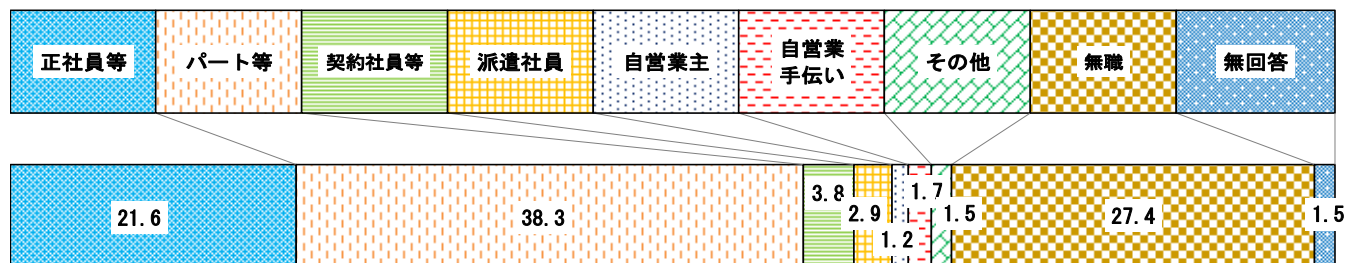 正社員等
パート等
契約社員等
派遣社員
自営業主
自営業
手伝い
その他
無職
無回答
21.6
38.3
3.8
2.9
1.2
1.7
1.5
27.4
1.5